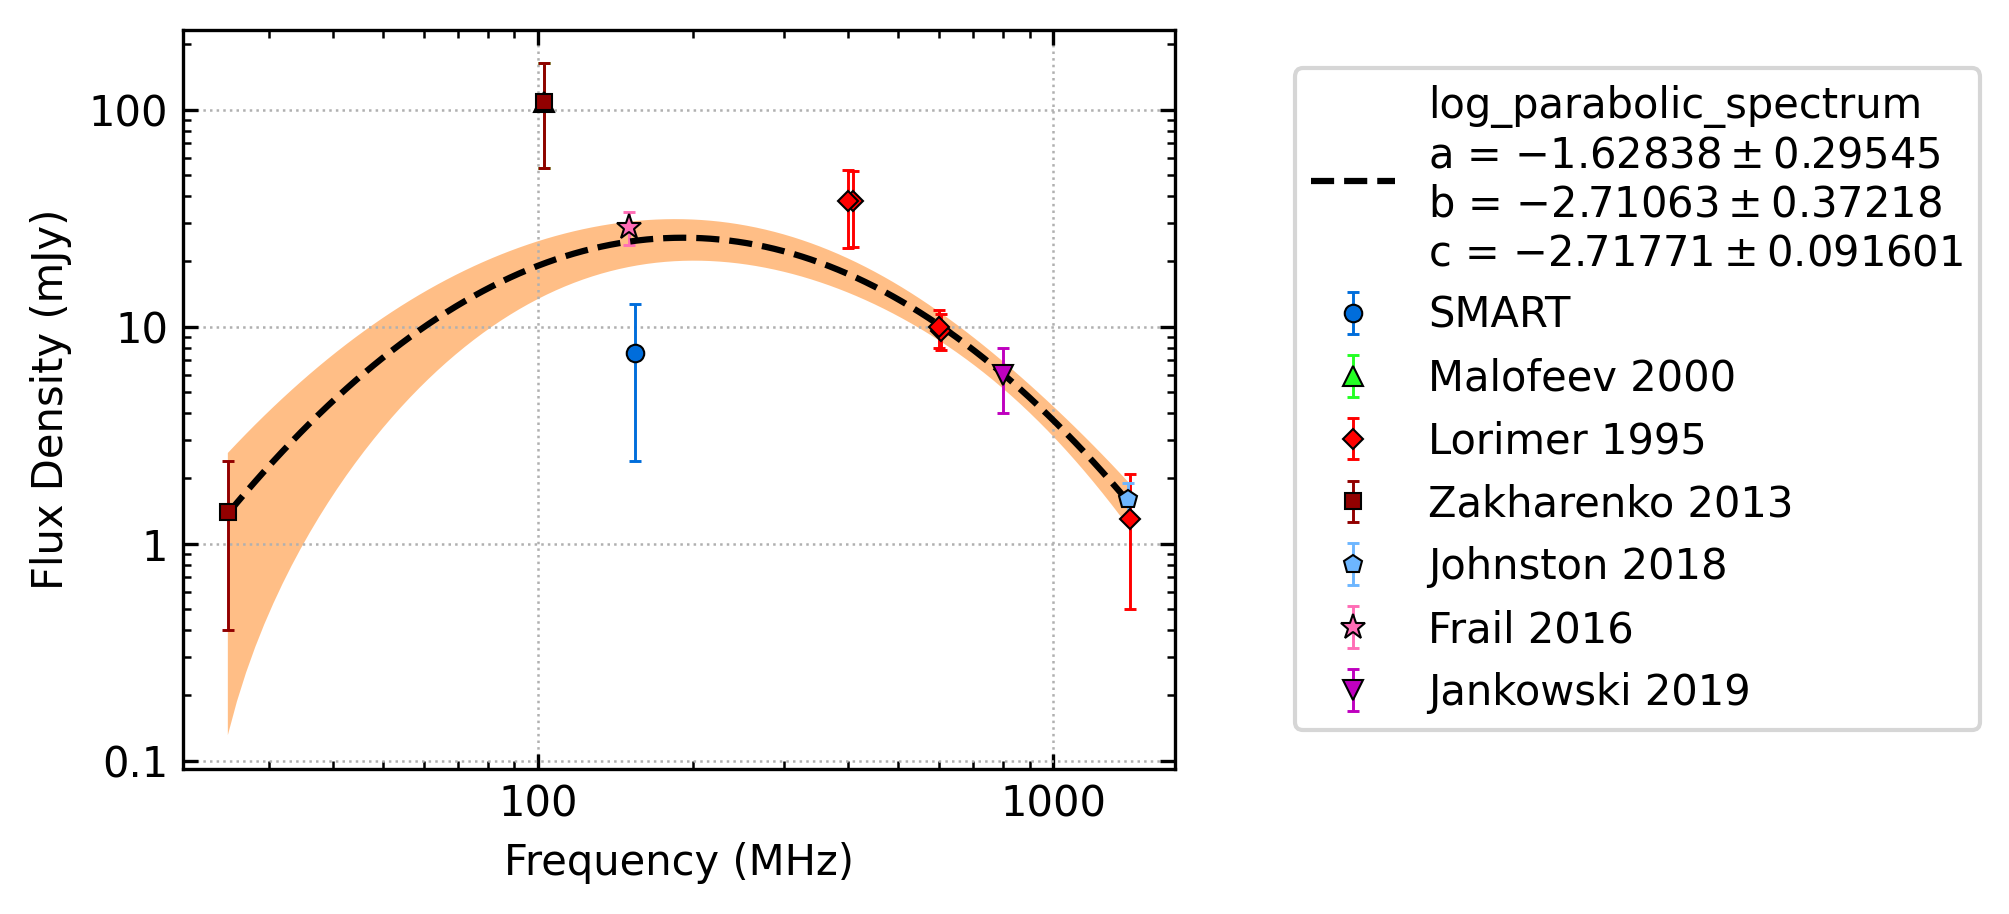 100
10
1
0.1
Flux Density (mJy)
100 1000
Frequency (MHz)
log_parabolic_spectrum
a = −1.62838 ± 0.29545
b = −2.71063 ± 0.37218
c = −2.71771 ± 0.091601
SMART
Malofeev 2000
Lorimer 1995
Zakharenko 2013
Johnston 2018
Frail 2016
Jankowski 2019